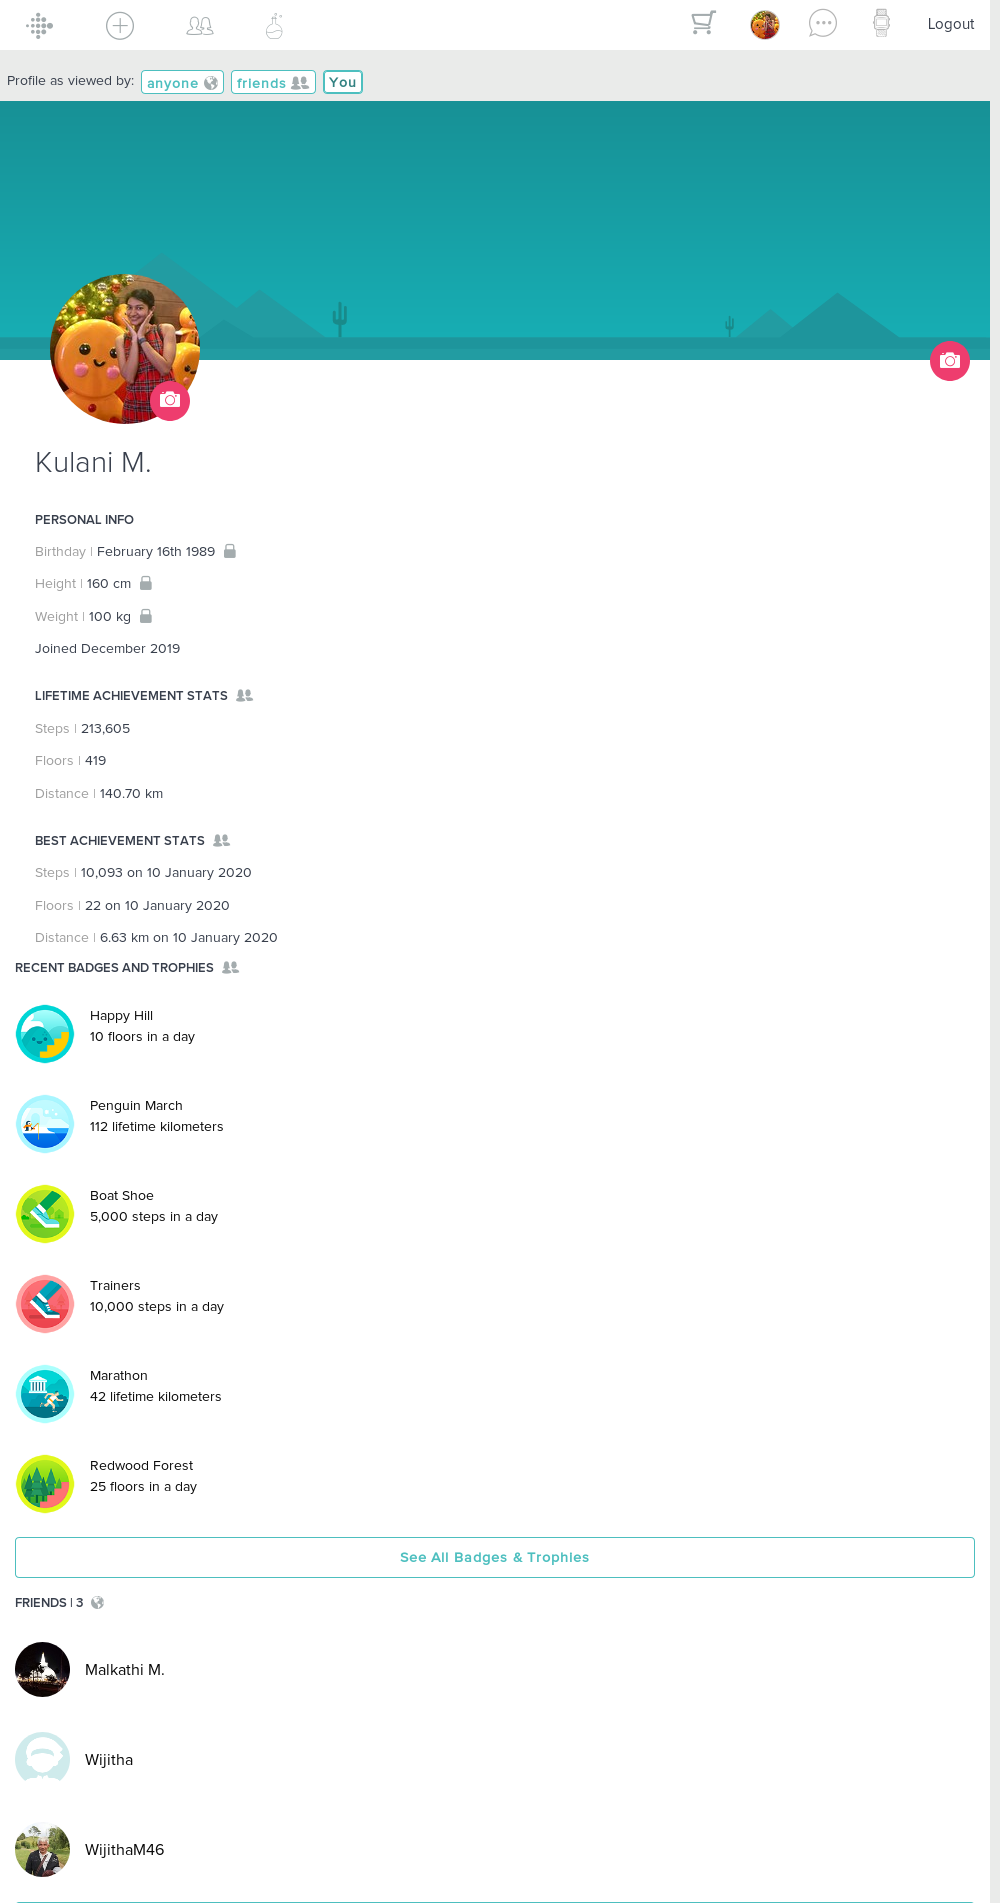 Logout
Profile as viewed by: anyone friends You
Kulani M.
PERSONAL INFO
Birthday | February 16th 1989
Height | 160 cm
Weight | 100 kg
Joined December 2019
LIFETIME ACHIEVEMENT STATS
Steps | 213,605
Floors | 419
Distance | 140.70 km
BEST ACHIEVEMENT STATS
Steps | 10,093 on 10 January 2020
Floors | 22 on 10 January 2020
Distance | 6.63 km on 10 January 2020
RECENT BADGES AND TROPHIES
Happy Hill
10 floors in a day
Penguin March
112 lifetime kilometers
Boat Shoe
5,000 steps in a day
Trainers
10,000 steps in a day
Marathon
42 lifetime kilometers
Redwood Forest
25 floors in a day
See All Badges & Trophies
FRIENDS | 3
Malkathi M.
Wijitha
WijithaM46